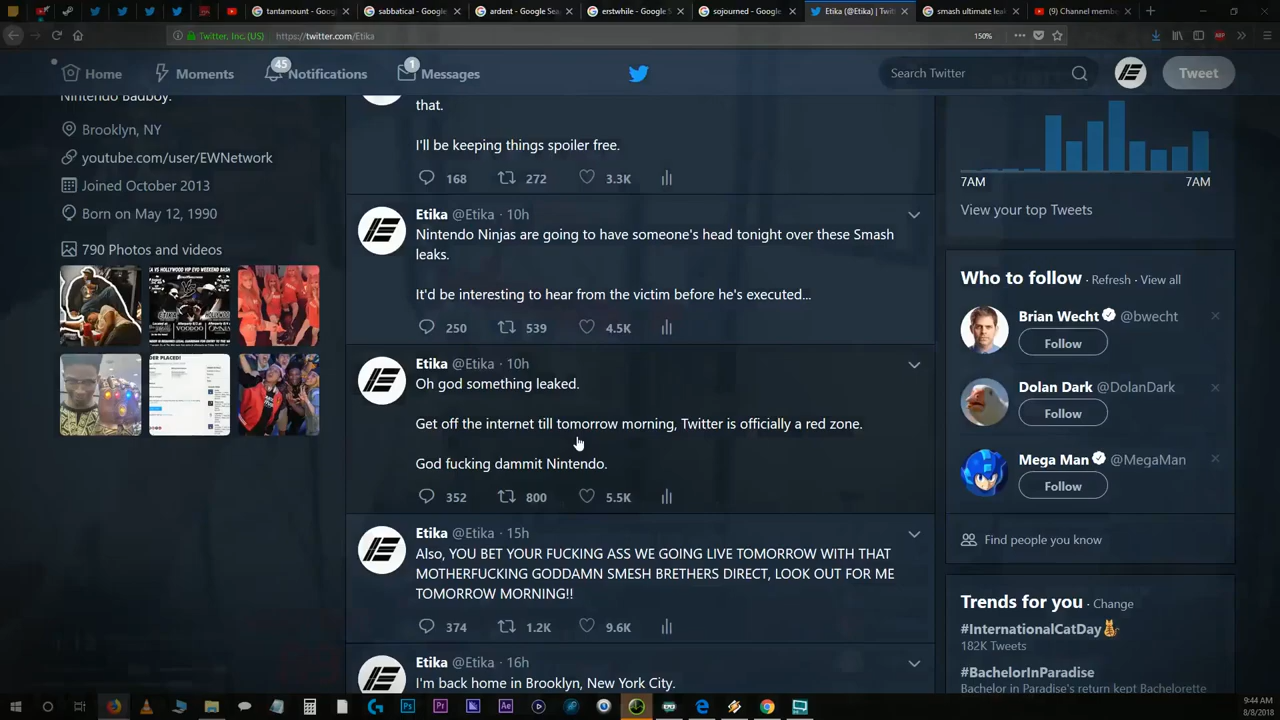 tantamount - Goog
sabbatical - Google
ardent - Google Sea
erstwhile - Google S
sojourned - Google
Etika (@Etika) | Twitt
smash ultimate leak
(9) Channel membe
Twitter, Inc. (US)
https://twitter.com/Etika
150%
Home
Moments
45
Notifications
1
Messages
Search Twitter
Tweet
Nintendo Badboy.
Brooklyn, NY
youtube.com/user/EWNetwork
Joined October 2013
Born on May 12, 1990
790 Photos and videos
that.
I'll be keeping things spoiler free.
168 272 3.3K
Etika @Etika · 10h
Nintendo Ninjas are going to have someone's head tonight over these Smash
leaks.
It'd be interesting to hear from the victim before he's executed...
250 539 4.5K
Etika @Etika · 10h
Oh god something leaked.
Get off the internet till tomorrow morning, Twitter is officially a red zone.
God fucking dammit Nintendo.
352 800 5.5K
Etika @Etika · 15h
Also, YOU BET YOUR FUCKING ASS WE GOING LIVE TOMORROW WITH THAT
MOTHERFUCKING GODDAMN SMESH BRETHERS DIRECT, LOOK OUT FOR ME
TOMORROW MORNING!!
374 1.2K 9.6K
Etika @Etika · 16h
I'm back home in Brooklyn, New York City.
7AM 7AM
View your top Tweets
Who to follow · Refresh · View all
Brian Wecht @bwecht
Follow
Dolan Dark @DolanDark
Follow
Mega Man @MegaMan
Follow
Find people you know
Trends for you · Change
#InternationalCatDay
182K Tweets
#BachelorInParadise
Bachelor in Paradise's return kept Bachelorette
9:44 AM
8/8/2018